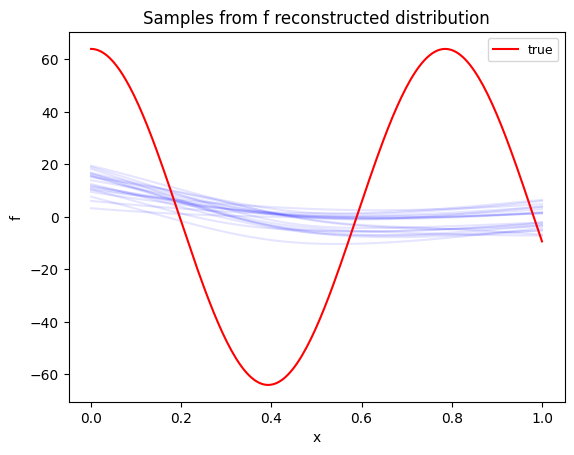 Samples from f reconstructed distribution
true
60
40
20
0
−20
−40
−60
f
0.0 0.2 0.4 0.6 0.8 1.0
x